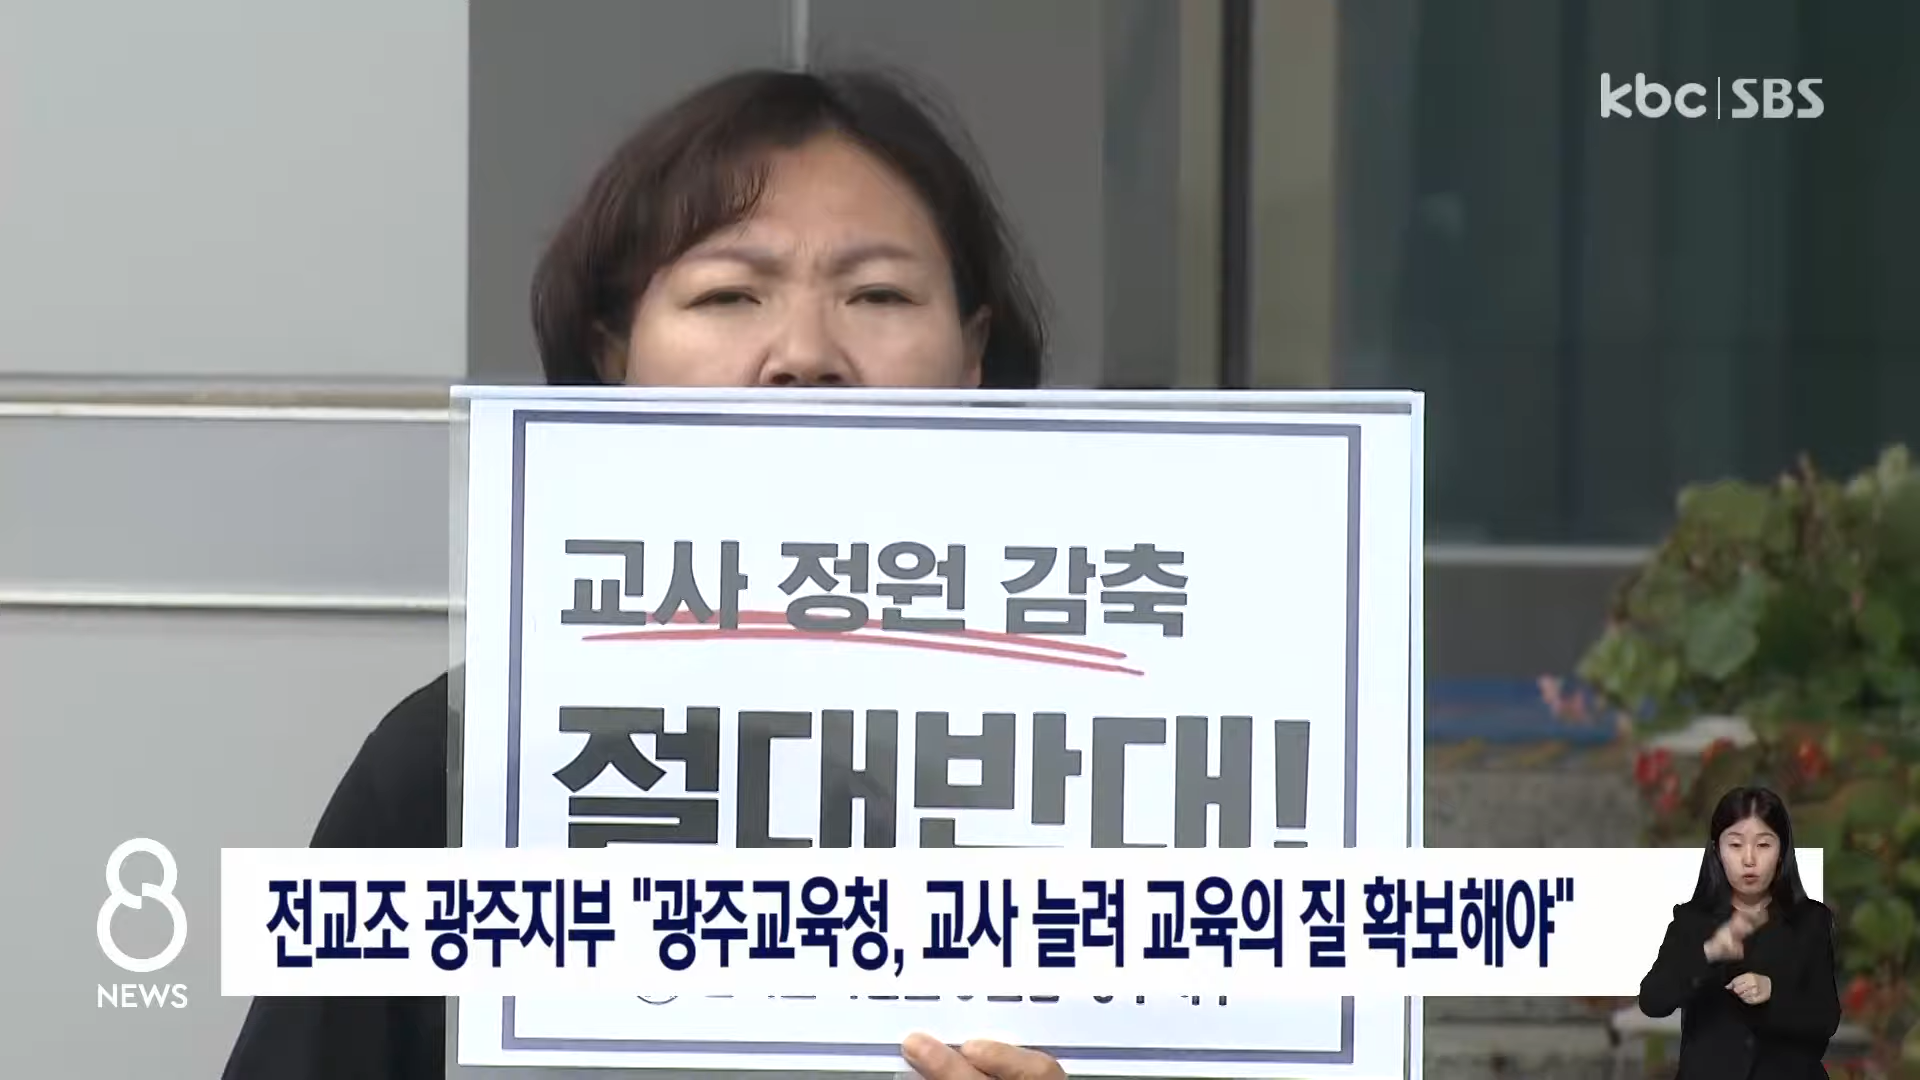 kbc SBS
교사 정원 감축
절대반대!
8
NEWS
전교조 광주지부 "광주교육청, 교사 늘려 교육의 질 확보해야"